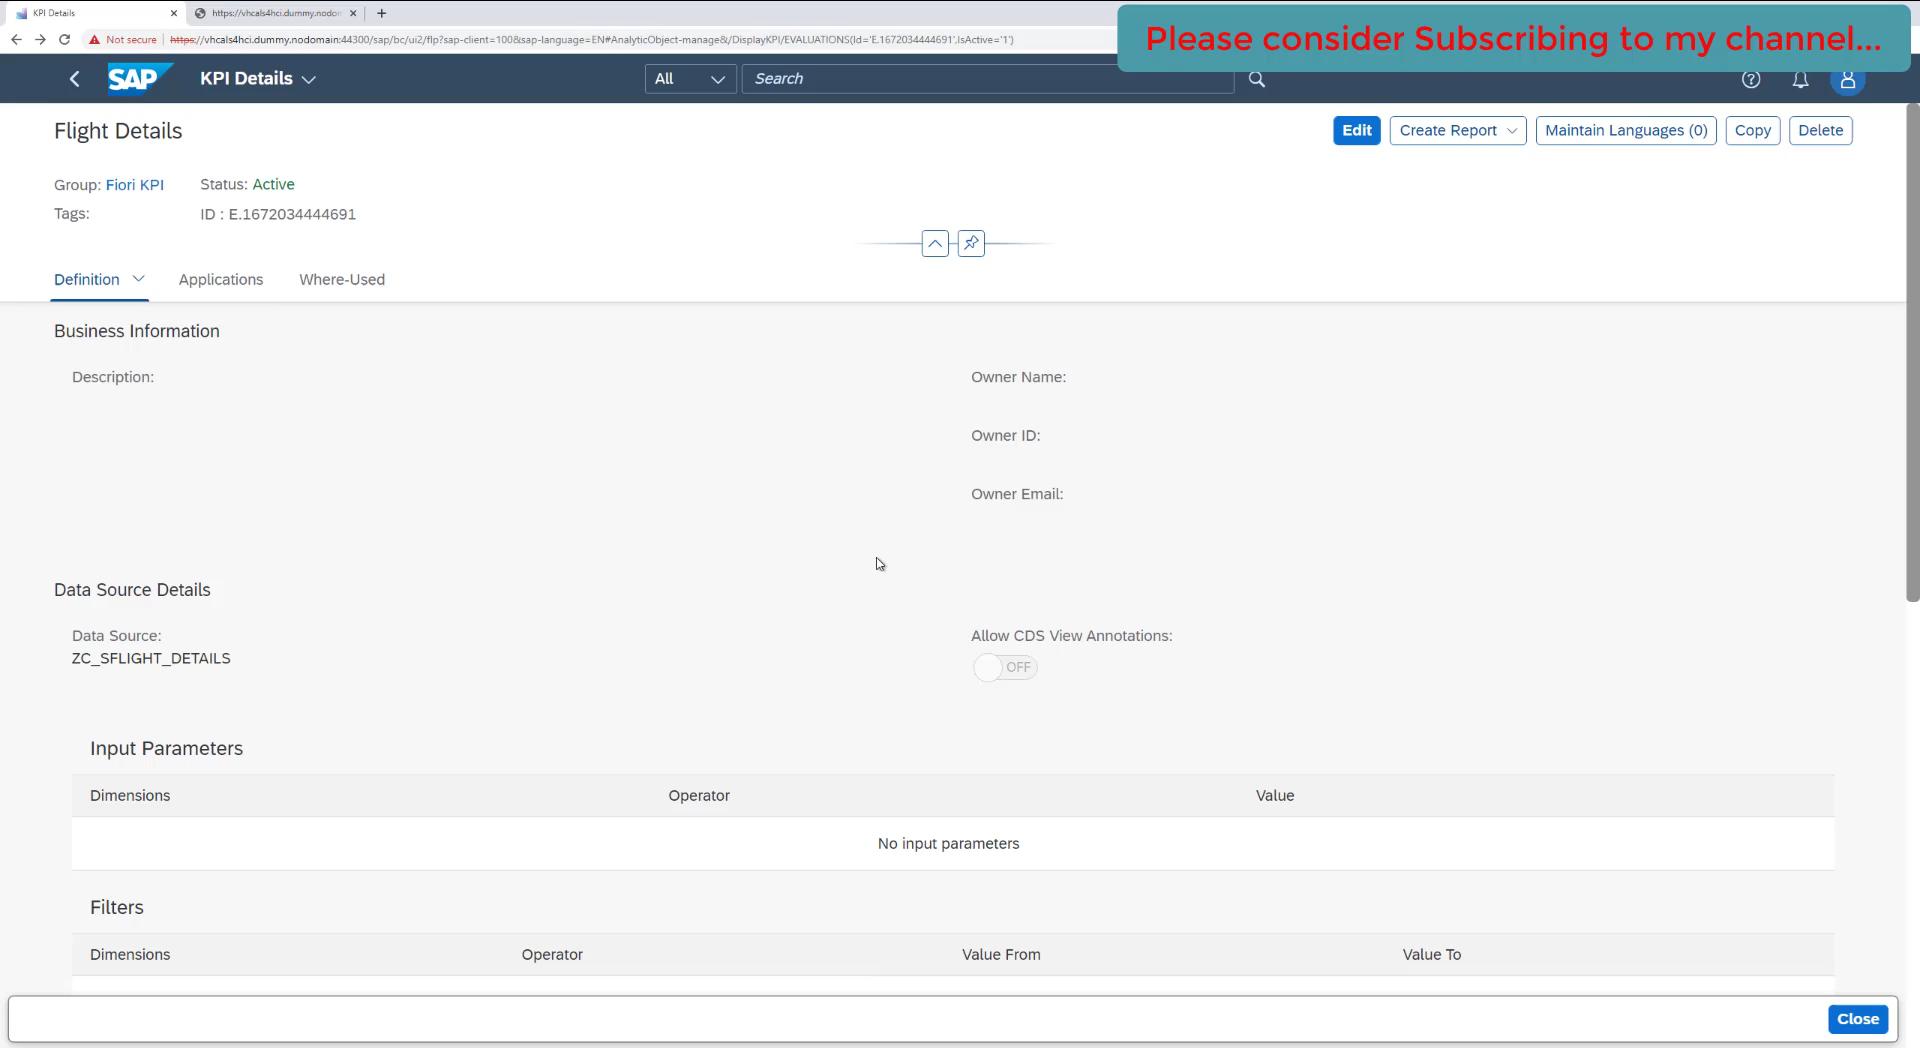 KPI Details
https://vhcals4hci.dummy.nodom
Not secure
https://vhcals4hci.dummy.nodomain:44300/sap/bc/ui2/flp?sap-client=100&sap-language=EN#AnalyticObject-manage&/DisplayKPI/EVALUATIONS(Id='E.1672034444691',IsActive='1')
Please consider Subscribing to my channel...
SAP
KPI Details
All
Search
Flight Details
Edit
Create Report
Maintain Languages (0)
Copy
Delete
Group: Fiori KPI
Status: Active
Tags:
ID : E.1672034444691
Definition
Applications
Where-Used
Business Information
Description:
Owner Name:
Owner ID:
Owner Email:
Data Source Details
Data Source:
ZC_SFLIGHT_DETAILS
Allow CDS View Annotations:
OFF
Input Parameters
Dimensions
Operator
Value
No input parameters
Filters
Dimensions
Operator
Value From
Value To
Close